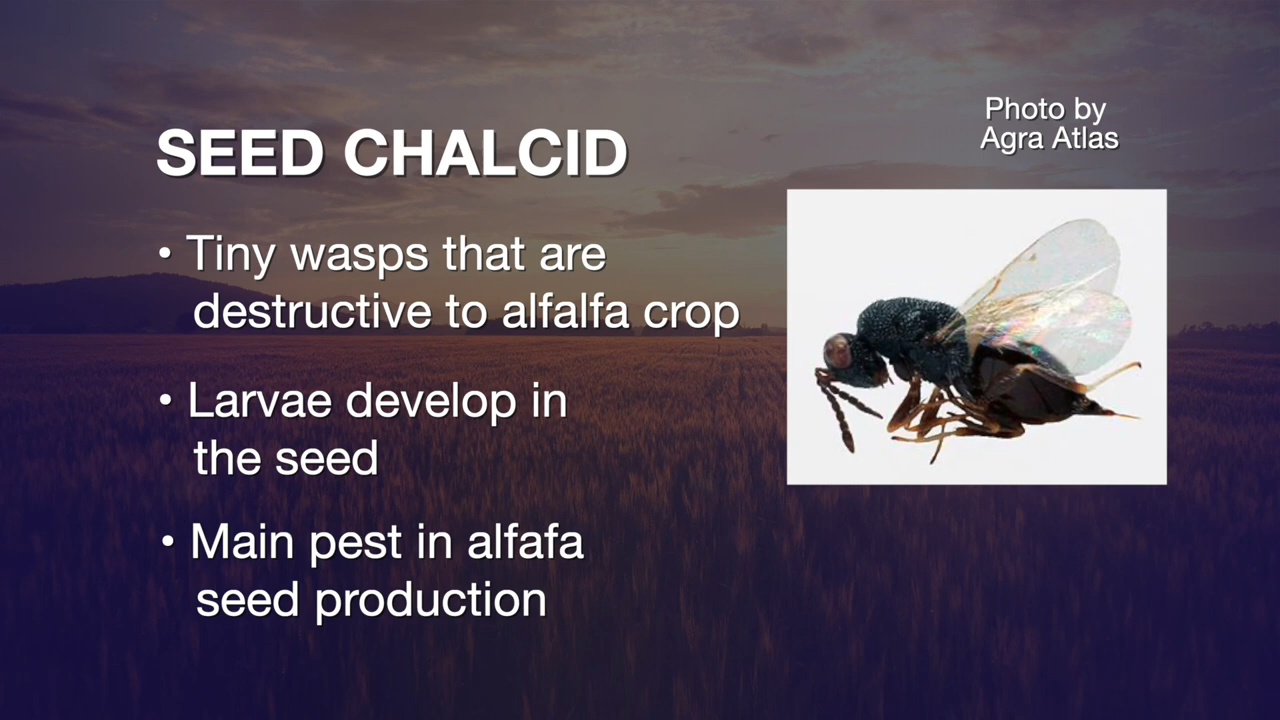 SEED CHALCID
Photo by
Agra Atlas
• Tiny wasps that are
destructive to alfalfa crop
• Larvae develop in
the seed
• Main pest in alfafa
seed production